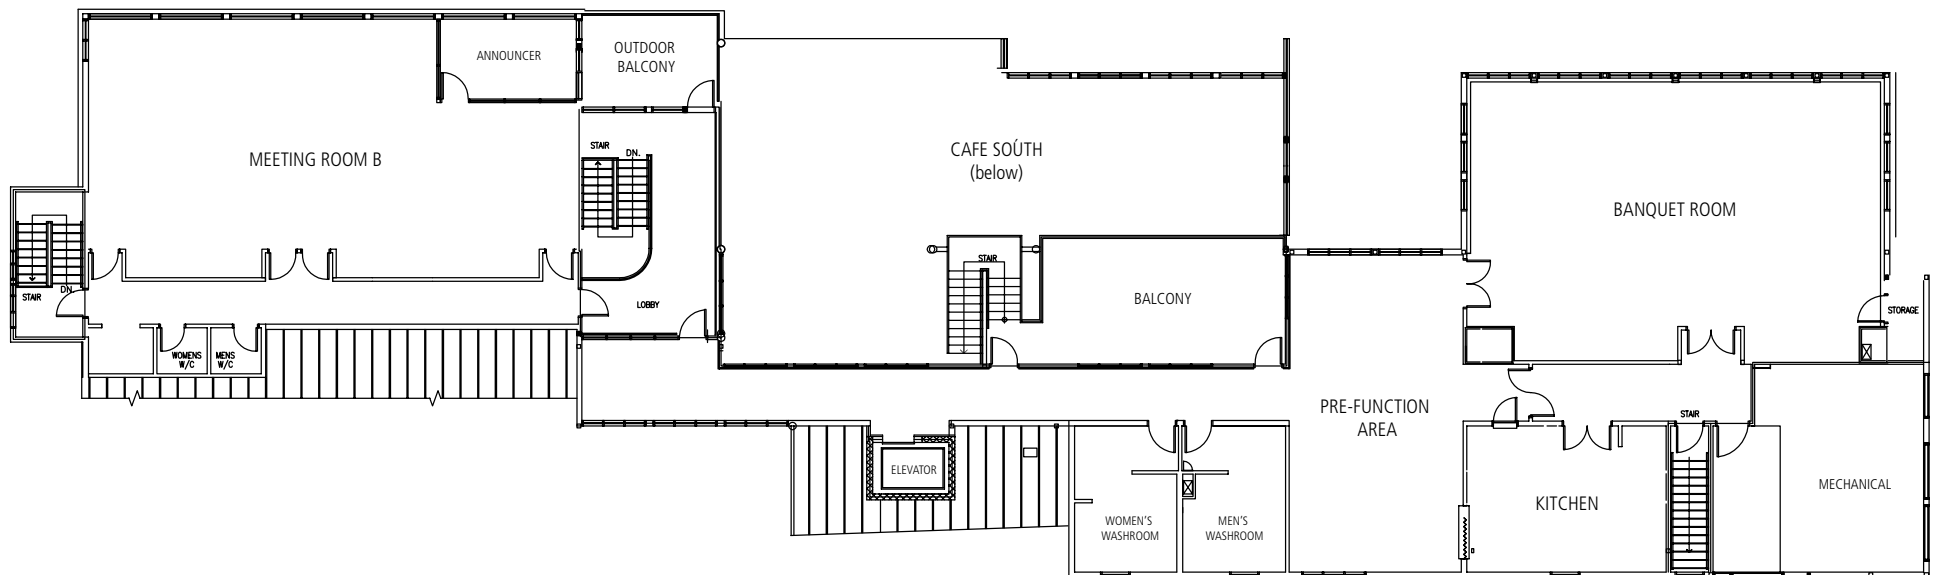 ANNOUNCER
OUTDOOR
BALCONY
MEETING ROOM B
STAIR
DN.
CAFE SOUTH
(below)
BANQUET ROOM
STAIR
DN.
LOBBY
STAIR
BALCONY
STORAGE
WOMENS
W/C
MENS
W/C
PRE-FUNCTION
AREA
STAIR
ELEVATOR
WOMEN'S
WASHROOM
MEN'S
WASHROOM
KITCHEN
MECHANICAL